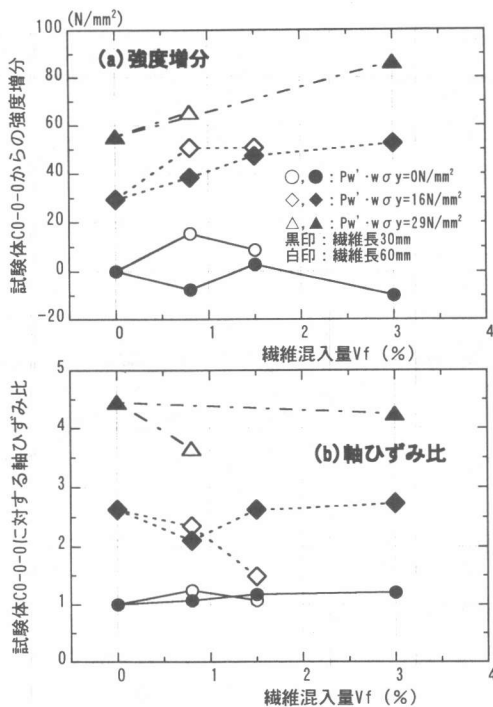 (N/mm²)
100
80
60
40
20
0
-20
(a)強度増分
試験体C0-0-0からの強度増分
○,●:Pw'·wσy=0N/mm²
◇,◆:Pw'·wσy=16N/mm²
△,▲:Pw'·wσy=29N/mm²
黒印:繊維長30mm
白印:繊維長60mm
0 1 2 3 4
繊維混入量Vf (%)
5
4
3
2
1
0
(b)軸ひずみ比
試験体C0-0-0に対する軸ひずみ比
0 1 2 3 4
繊維混入量Vf (%)